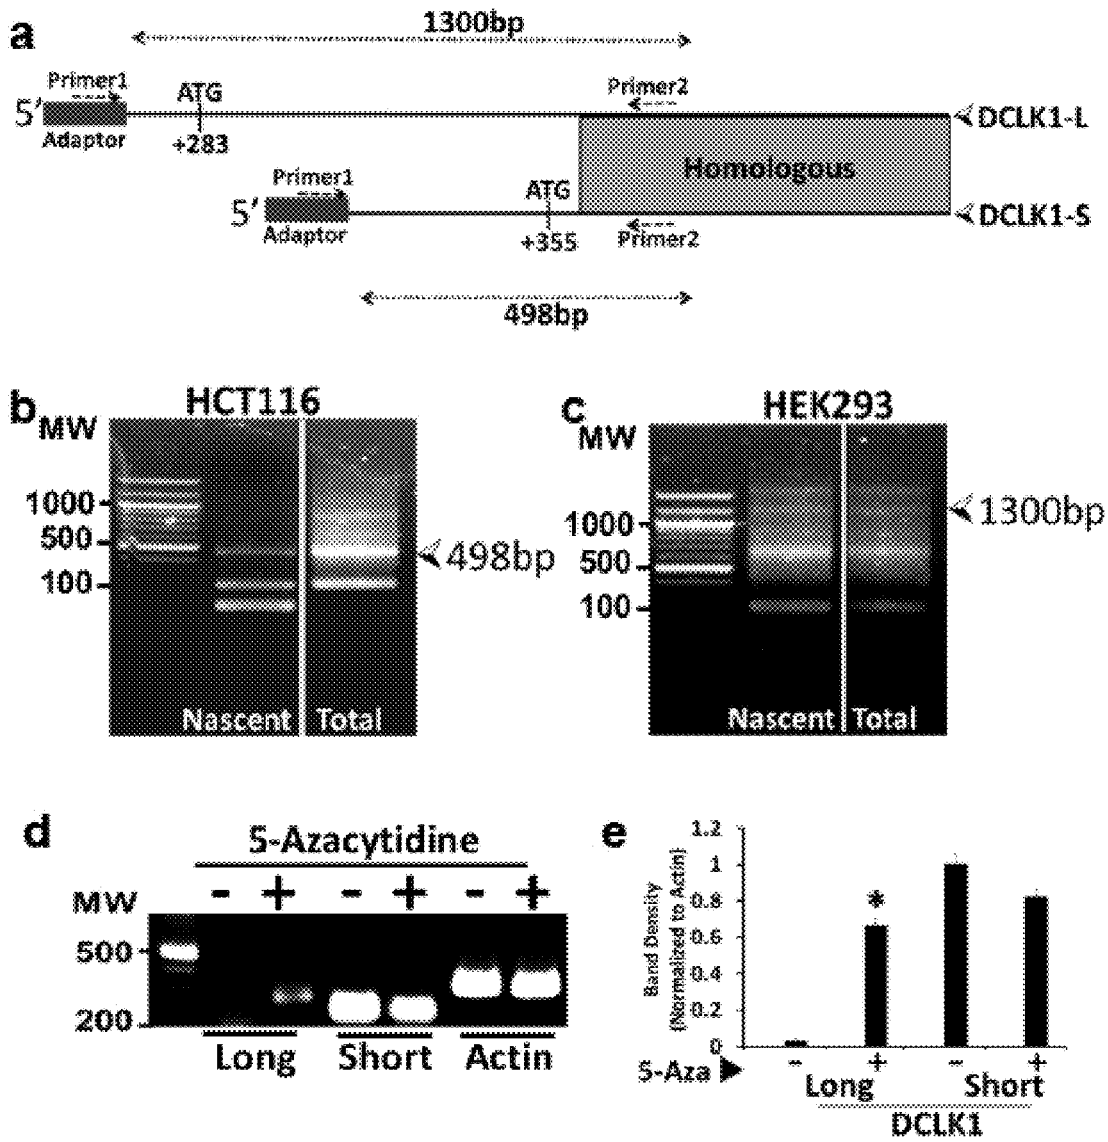 a
1300bp
Primer1
ATG
Primer2
5'
DCLK1-L
Adaptor
+283
Homologous
Primer1
ATG
5'
DCLK1-S
Adaptor
+355
Primer2
498bp
b
HCT116
MW
1000
500
100
498bp
Nascent
Total
c
HEK293
MW
1000
500
100
1300bp
Nascent
Total
d
5-Azacytidine
- + - + - +
MW
500
200
Long
Short
Actin
e
Band Density
(Normalized to Actin)
1.2
1
0.8
0.6
0.4
0.2
0
*
5-Aza
- + - +
Long
Short
DCLK1